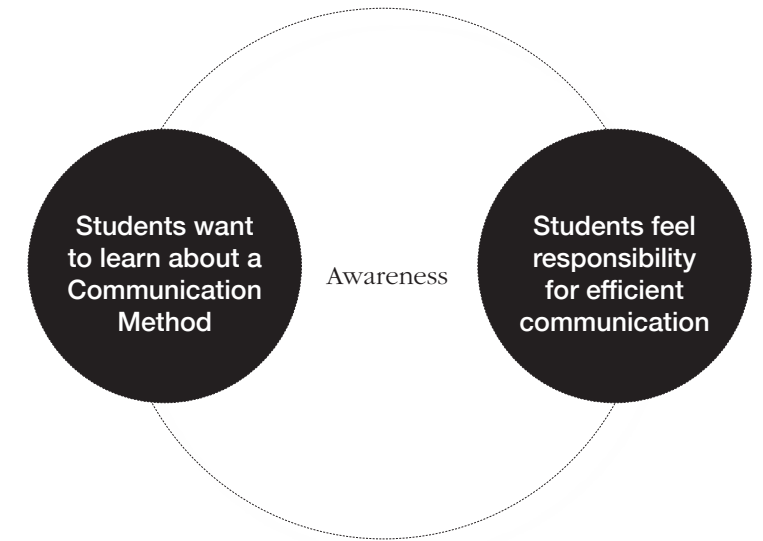 Students want
to learn about a
Communication
Method
Awareness
Students feel
responsibility
for efficient
communication